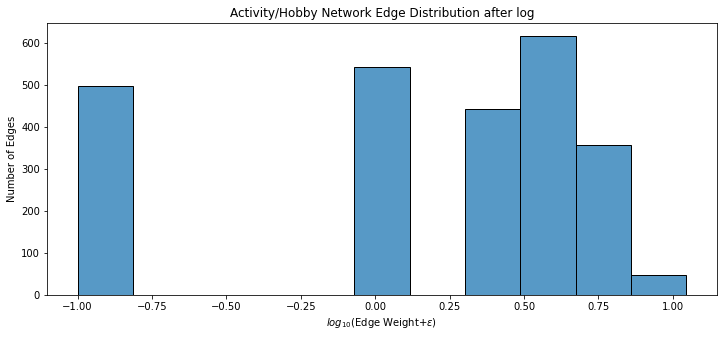 Activity/Hobby Network Edge Distribution after log
Number of Edges
600
500
400
300
200
100
0
−1.00 −0.75 −0.50 −0.25 0.00 0.25 0.50 0.75 1.00
log₁₀(Edge Weight+ε)